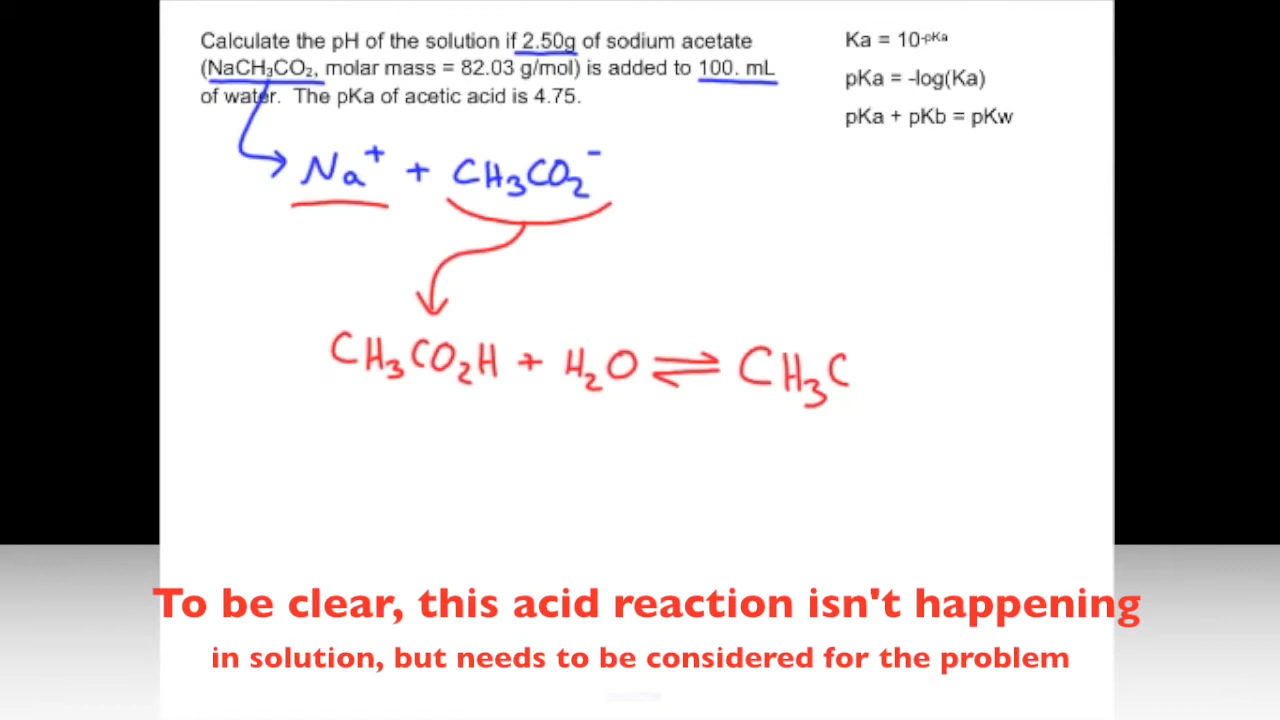 Calculate the pH of the solution if 2.50g of sodium acetate
(NaCH₃CO₂, molar mass = 82.03 g/mol) is added to 100. mL
of water. The pKa of acetic acid is 4.75.
Ka = 10^-pKa
pKa = -log(Ka)
pKa + pKb = pKw
Na⁺ + CH₃CO₂⁻
CH₃CO₂H + H₂O ⇌ CH₃C
To be clear, this acid reaction isn't happening
in solution, but needs to be considered for the problem